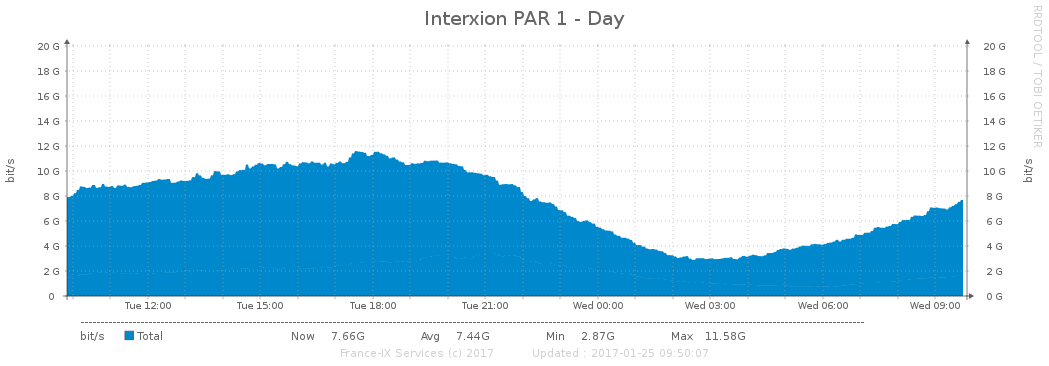 Interxion PAR 1 - Day
RRDTOOL / TOBI OETIKER
bit/s
20 G 20 G
18 G 18 G
16 G 16 G
14 G 14 G
12 G 12 G
10 G 10 G
8 G 8 G
6 G 6 G
4 G 4 G
2 G 2 G
0 0 G
bit/s
Tue 12:00 Tue 15:00 Tue 18:00 Tue 21:00 Wed 00:00 Wed 03:00 Wed 06:00 Wed 09:00
bit/s Total Now 7.66G Avg 7.44G Min 2.87G Max 11.58G
France-IX Services (c) 2017 Updated : 2017-01-25 09:50:07